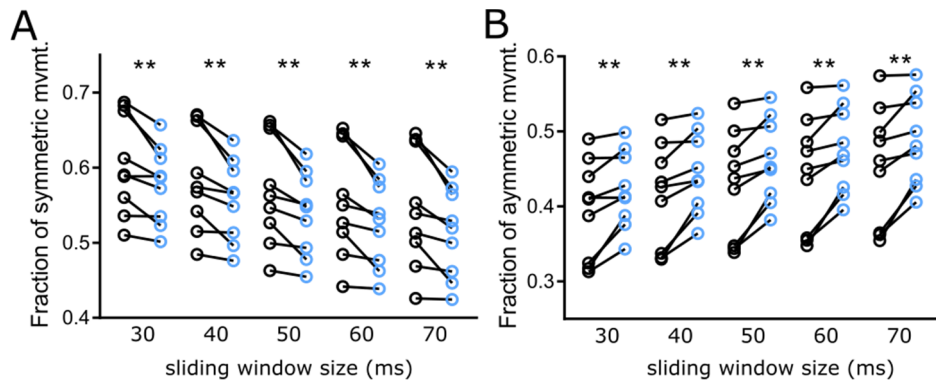 A
B
Fraction of symmetric mvmt.
** ** ** ** **
0.7
0.6
0.5
0.4
30 40 50 60 70
sliding window size (ms)
Fraction of aymetric mvmt.
** ** ** ** **
0.6
0.5
0.4
0.3
30 40 50 60 70
sliding window size (ms)